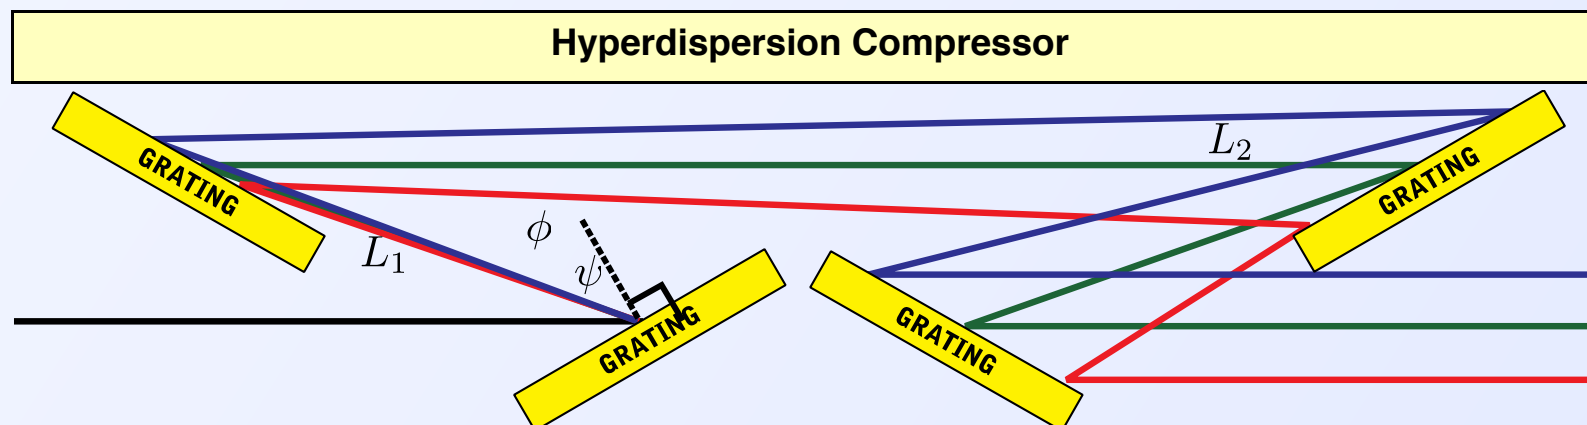 Hyperdispersion Compressor
GRATING
L₁
ϕ
ψ
GRATING
GRATING
L₂
GRATING